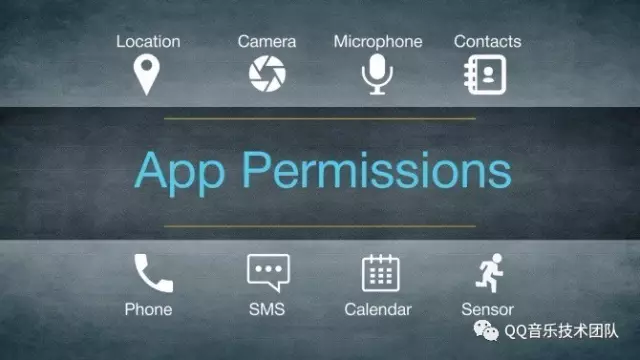 Location Camera Microphone Contacts
App Permissions
Phone SMS Calendar Sensor
QQ音乐技术团队